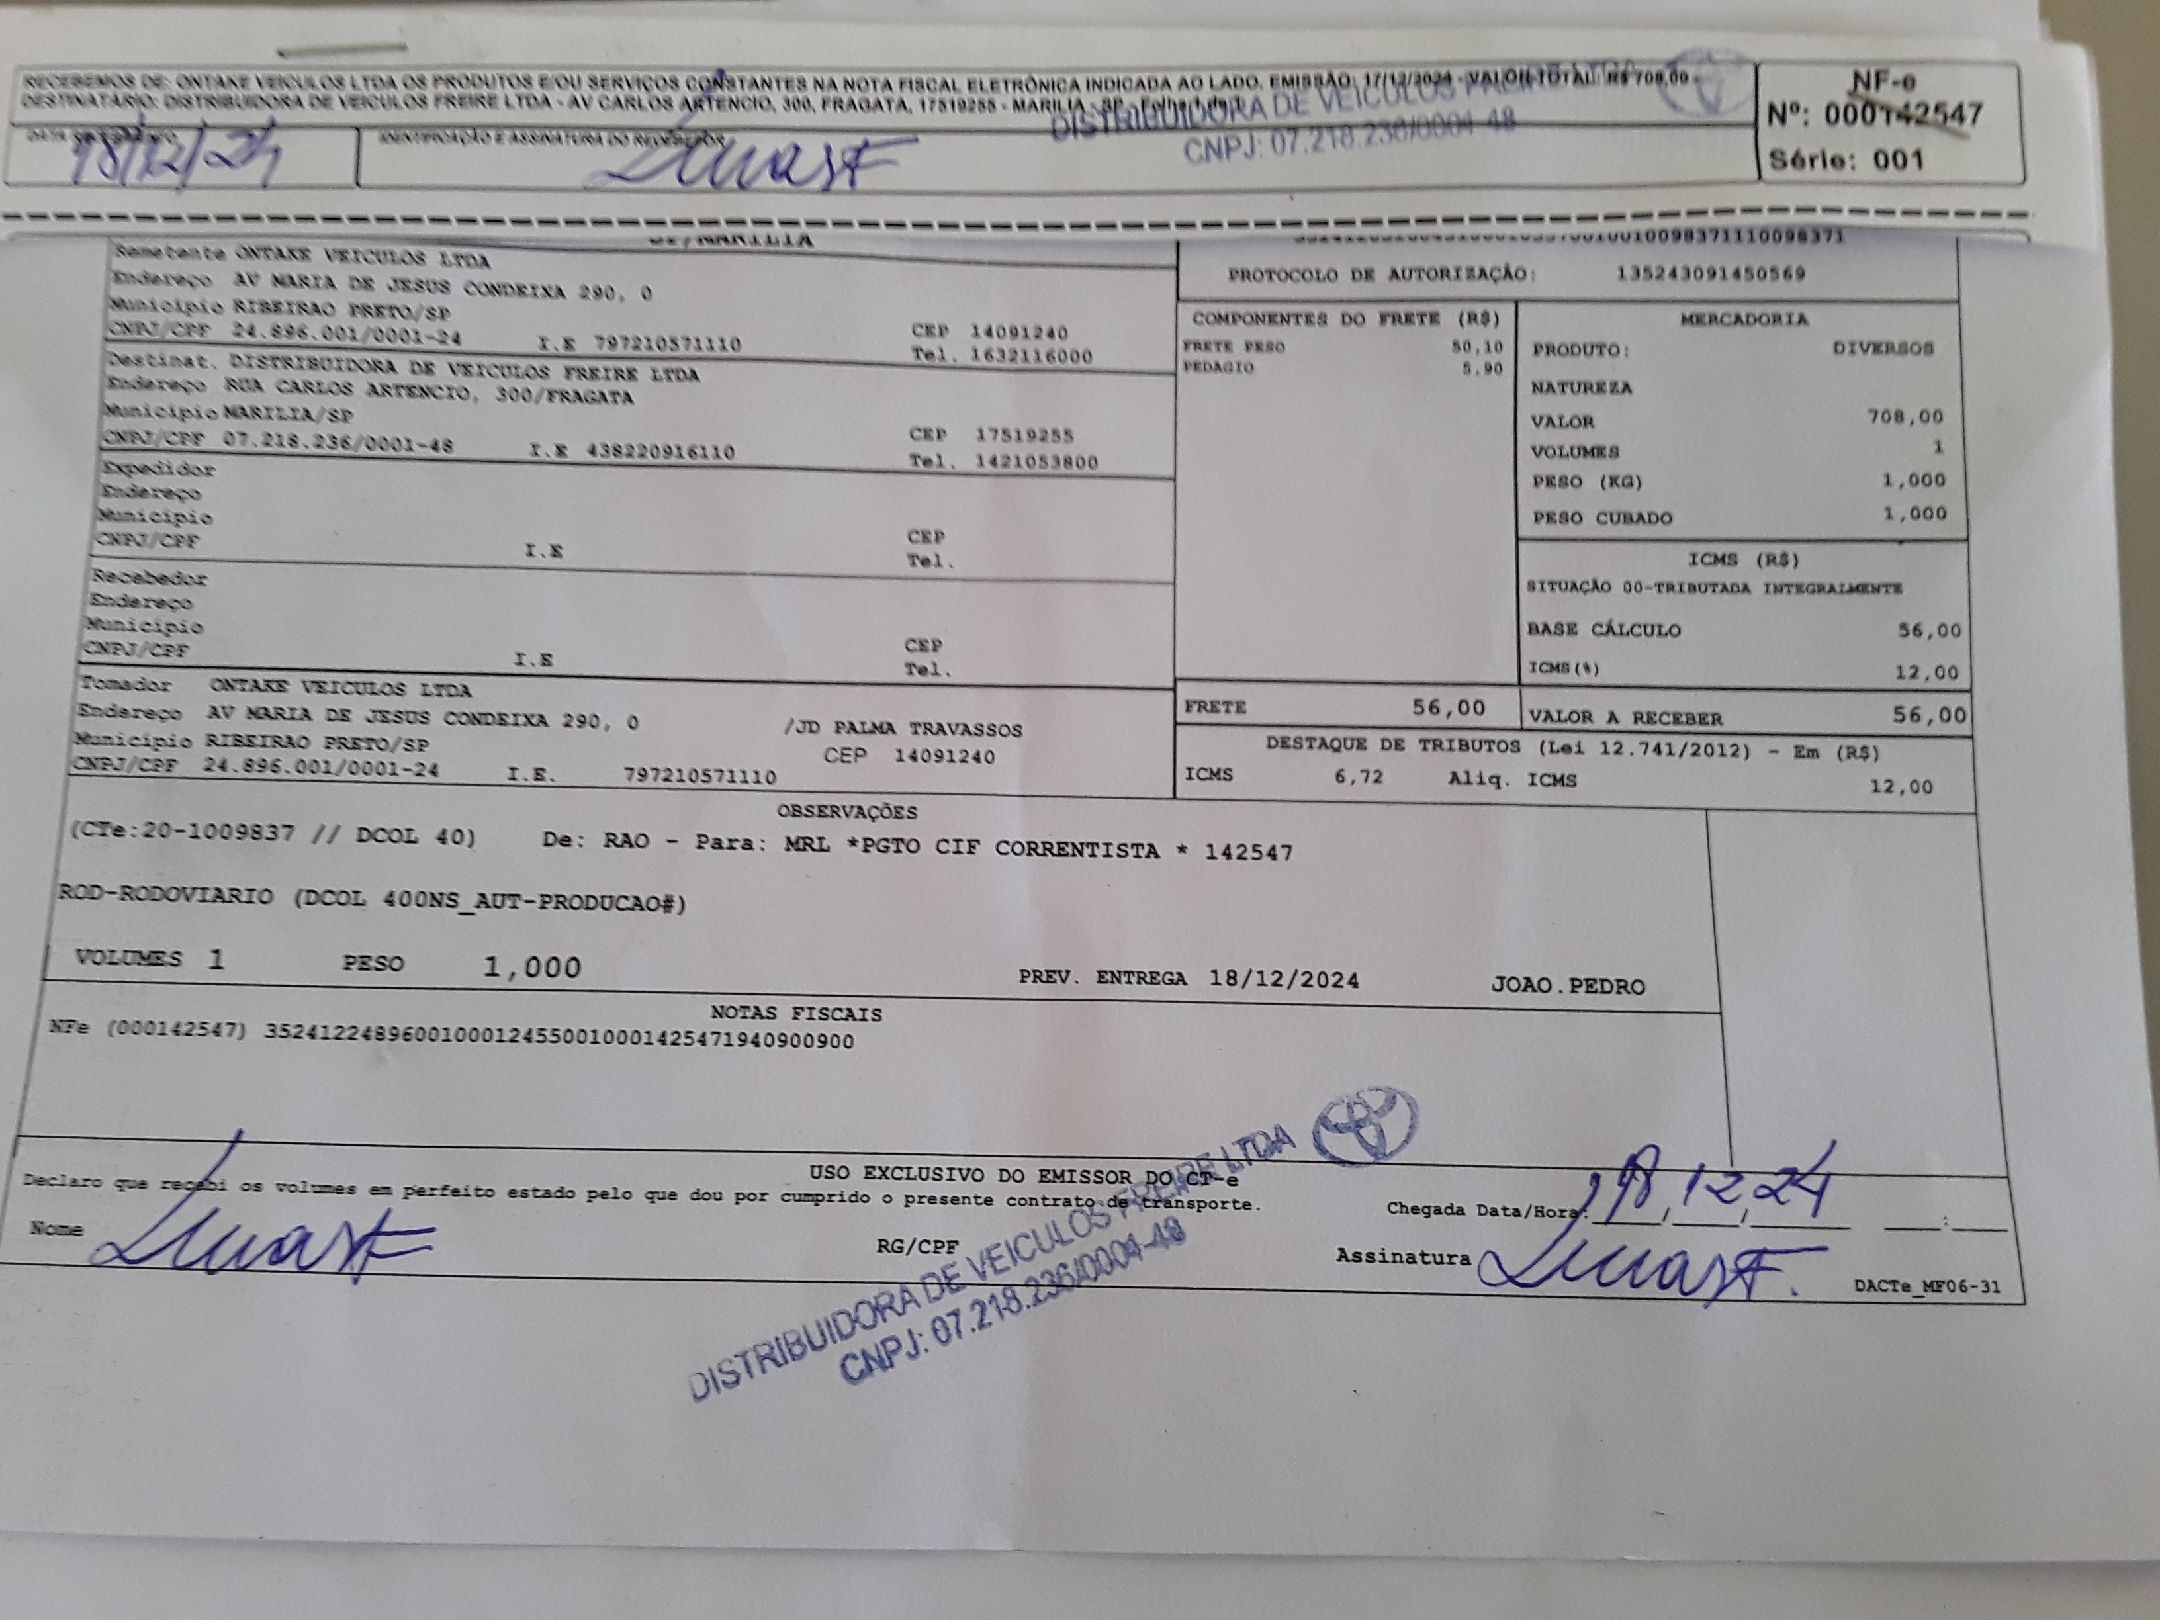 RECEBEMOS DE: ONTAKE VEICULOS LTDA OS PRODUTOS E/OU SERVIÇOS CONSTANTES NA NOTA FISCAL ELETRÔNICA INDICADA AO LADO. EMISSÃO: 17/12/2024 - VALOR TOTAL: R$ 708,00 -
DESTINATÁRIO: DISTRIBUIDORA DE VEICULOS FREIRE LTDA - AV CARLOS ARTENCIO, 300, FRAGATA, 17519255 - MARILIA - SP - Folha 1 de 1
NF-e
Nº: 000142547
Série: 001
IDENTIFICAÇÃO E ASSINATURA DO RECEBEDOR
18/12/24
DISTRIBUIDORA DE VEICULOS FREIRE LTDA
CNPJ: 07.218.236/0001-48
/MARILIA
Remetente ONTAKE VEICULOS LTDA
Endereço AV MARIA DE JESUS CONDEIXA 290, 0
Município RIBEIRAO PRETO/SP
CNPJ/CPF 24.896.001/0001-24 I.E 797210571110 CEP 14091240
Tel. 1632116000
Destinat. DISTRIBUIDORA DE VEICULOS FREIRE LTDA
Endereço RUA CARLOS ARTENCIO, 300/FRAGATA
Município MARILIA/SP
CNPJ/CPF 07.218.236/0001-48 I.E 438220916110 CEP 17519255
Tel. 1421053800
Expedidor
Endereço
Município
CNPJ/CPF I.E CEP
Tel.
Recebedor
Endereço
Município
CNPJ/CPF I.E CEP
Tel.
Tomador ONTAKE VEICULOS LTDA
Endereço AV MARIA DE JESUS CONDEIXA 290, 0 /JD PALMA TRAVASSOS
Município RIBEIRAO PRETO/SP CEP 14091240
CNPJ/CPF 24.896.001/0001-24 I.E. 797210571110
PROTOCOLO DE AUTORIZAÇÃO: 135243091450569
COMPONENTES DO FRETE (R$)
FRETE PESO 50,10
PEDAGIO 5,90
MERCADORIA
PRODUTO: DIVERSOS
NATUREZA
VALOR 708,00
VOLUMES 1
PESO (KG) 1,000
PESO CUBADO 1,000
ICMS (R$)
SITUAÇÃO 00-TRIBUTADA INTEGRALMENTE
BASE CÁLCULO 56,00
ICMS(%) 12,00
FRETE 56,00
VALOR A RECEBER 56,00
DESTAQUE DE TRIBUTOS (Lei 12.741/2012) - Em (R$)
ICMS 6,72 Aliq. ICMS 12,00
OBSERVAÇÕES
(CTe:20-1009837 // DCOL 40) De: RAO - Para: MRL *PGTO CIF CORRENTISTA * 142547
ROD-RODOVIARIO (DCOL 400NS_AUT-PRODUCAO#)
VOLUMES 1 PESO 1,000 PREV. ENTREGA 18/12/2024 JOAO.PEDRO
NOTAS FISCAIS
NFe (000142547) 35241224896001000124550010001425471940900900
USO EXCLUSIVO DO EMISSOR DO CT-e
Declaro que recebi os volumes em perfeito estado pelo que dou por cumprido o presente contrato de transporte.
Chegada Data/Hora: 18,12,24 :
Nome RG/CPF Assinatura
DACTe_MF06-31
DISTRIBUIDORA DE VEICULOS FREIRE LTDA
CNPJ: 07.218.236/0001-48